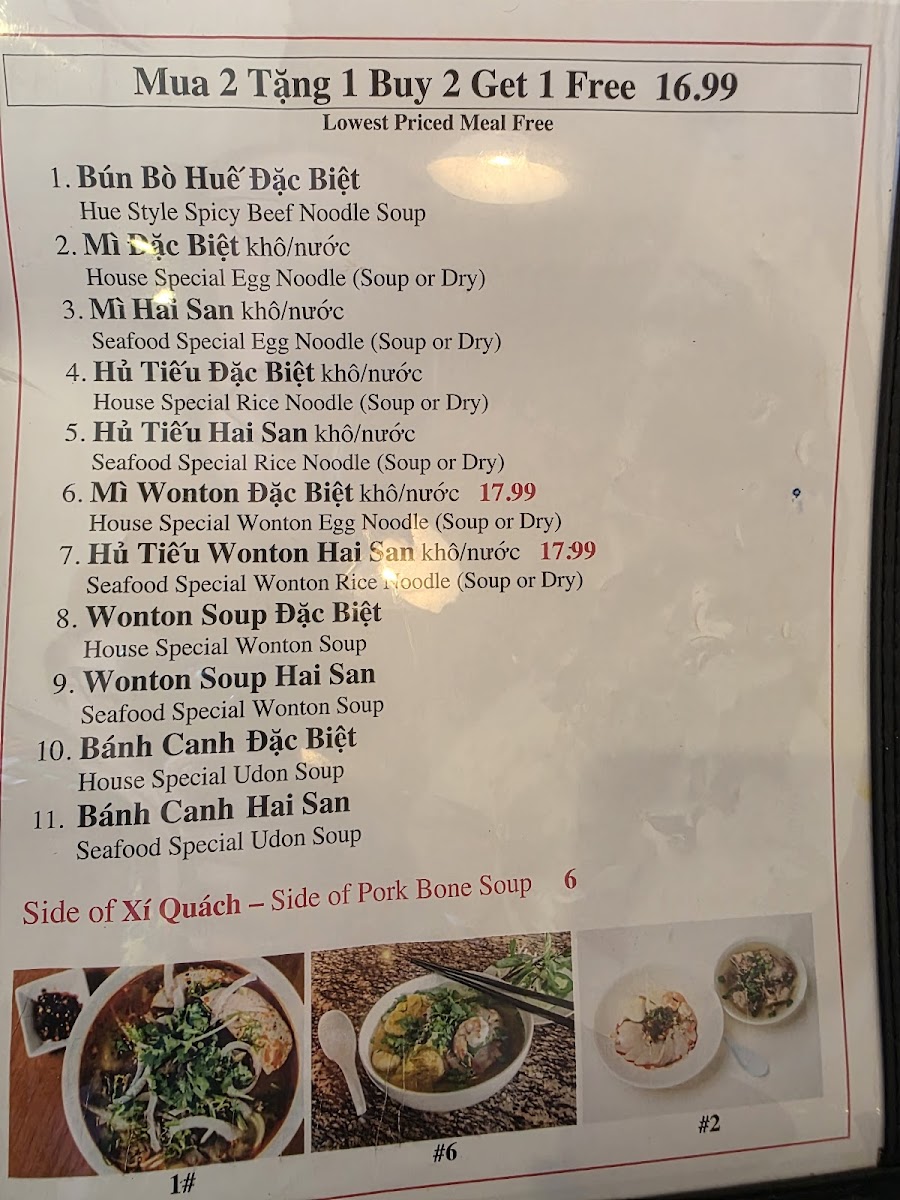 Mua 2 Tặng 1 Buy 2 Get 1 Free 16.99
Lowest Priced Meal Free
1. Bún Bò Huế Đặc Biệt
Hue Style Spicy Beef Noodle Soup
2. Mì Đặc Biệt khô/nước
House Special Egg Noodle (Soup or Dry)
3. Mì Hai San khô/nước
Seafood Special Egg Noodle (Soup or Dry)
4. Hủ Tiếu Đặc Biệt khô/nước
House Special Rice Noodle (Soup or Dry)
5. Hủ Tiếu Hai San khô/nước
Seafood Special Rice Noodle (Soup or Dry)
6. Mì Wonton Đặc Biệt khô/nước 17.99
House Special Wonton Egg Noodle (Soup or Dry)
7. Hủ Tiếu Wonton Hai San khô/nước 17.99
Seafood Special Wonton Rice Noodle (Soup or Dry)
8. Wonton Soup Đặc Biệt
House Special Wonton Soup
9. Wonton Soup Hai San
Seafood Special Wonton Soup
10. Bánh Canh Đặc Biệt
House Special Udon Soup
11. Bánh Canh Hai San
Seafood Special Udon Soup
Side of Xí Quách – Side of Pork Bone Soup 6
1#
#6
#2